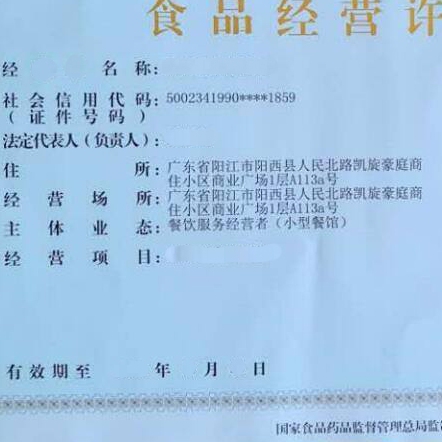 食品经营许
经 名称:
社会信用代码: 5002341990****1859
(证件号码)
法定代表人(负责人):
住 所: 广东省阳江市阳西县人民北路凯旋豪庭商
住小区商业广场1层A113a号
经营场所: 广东省阳江市阳西县人民北路凯旋豪庭商
住小区商业广场1层A113a号
主体业态: 餐饮服务经营者(小型餐馆)
经营项目:
有效期至 年 月 日
国家食品药品监督管理总局监